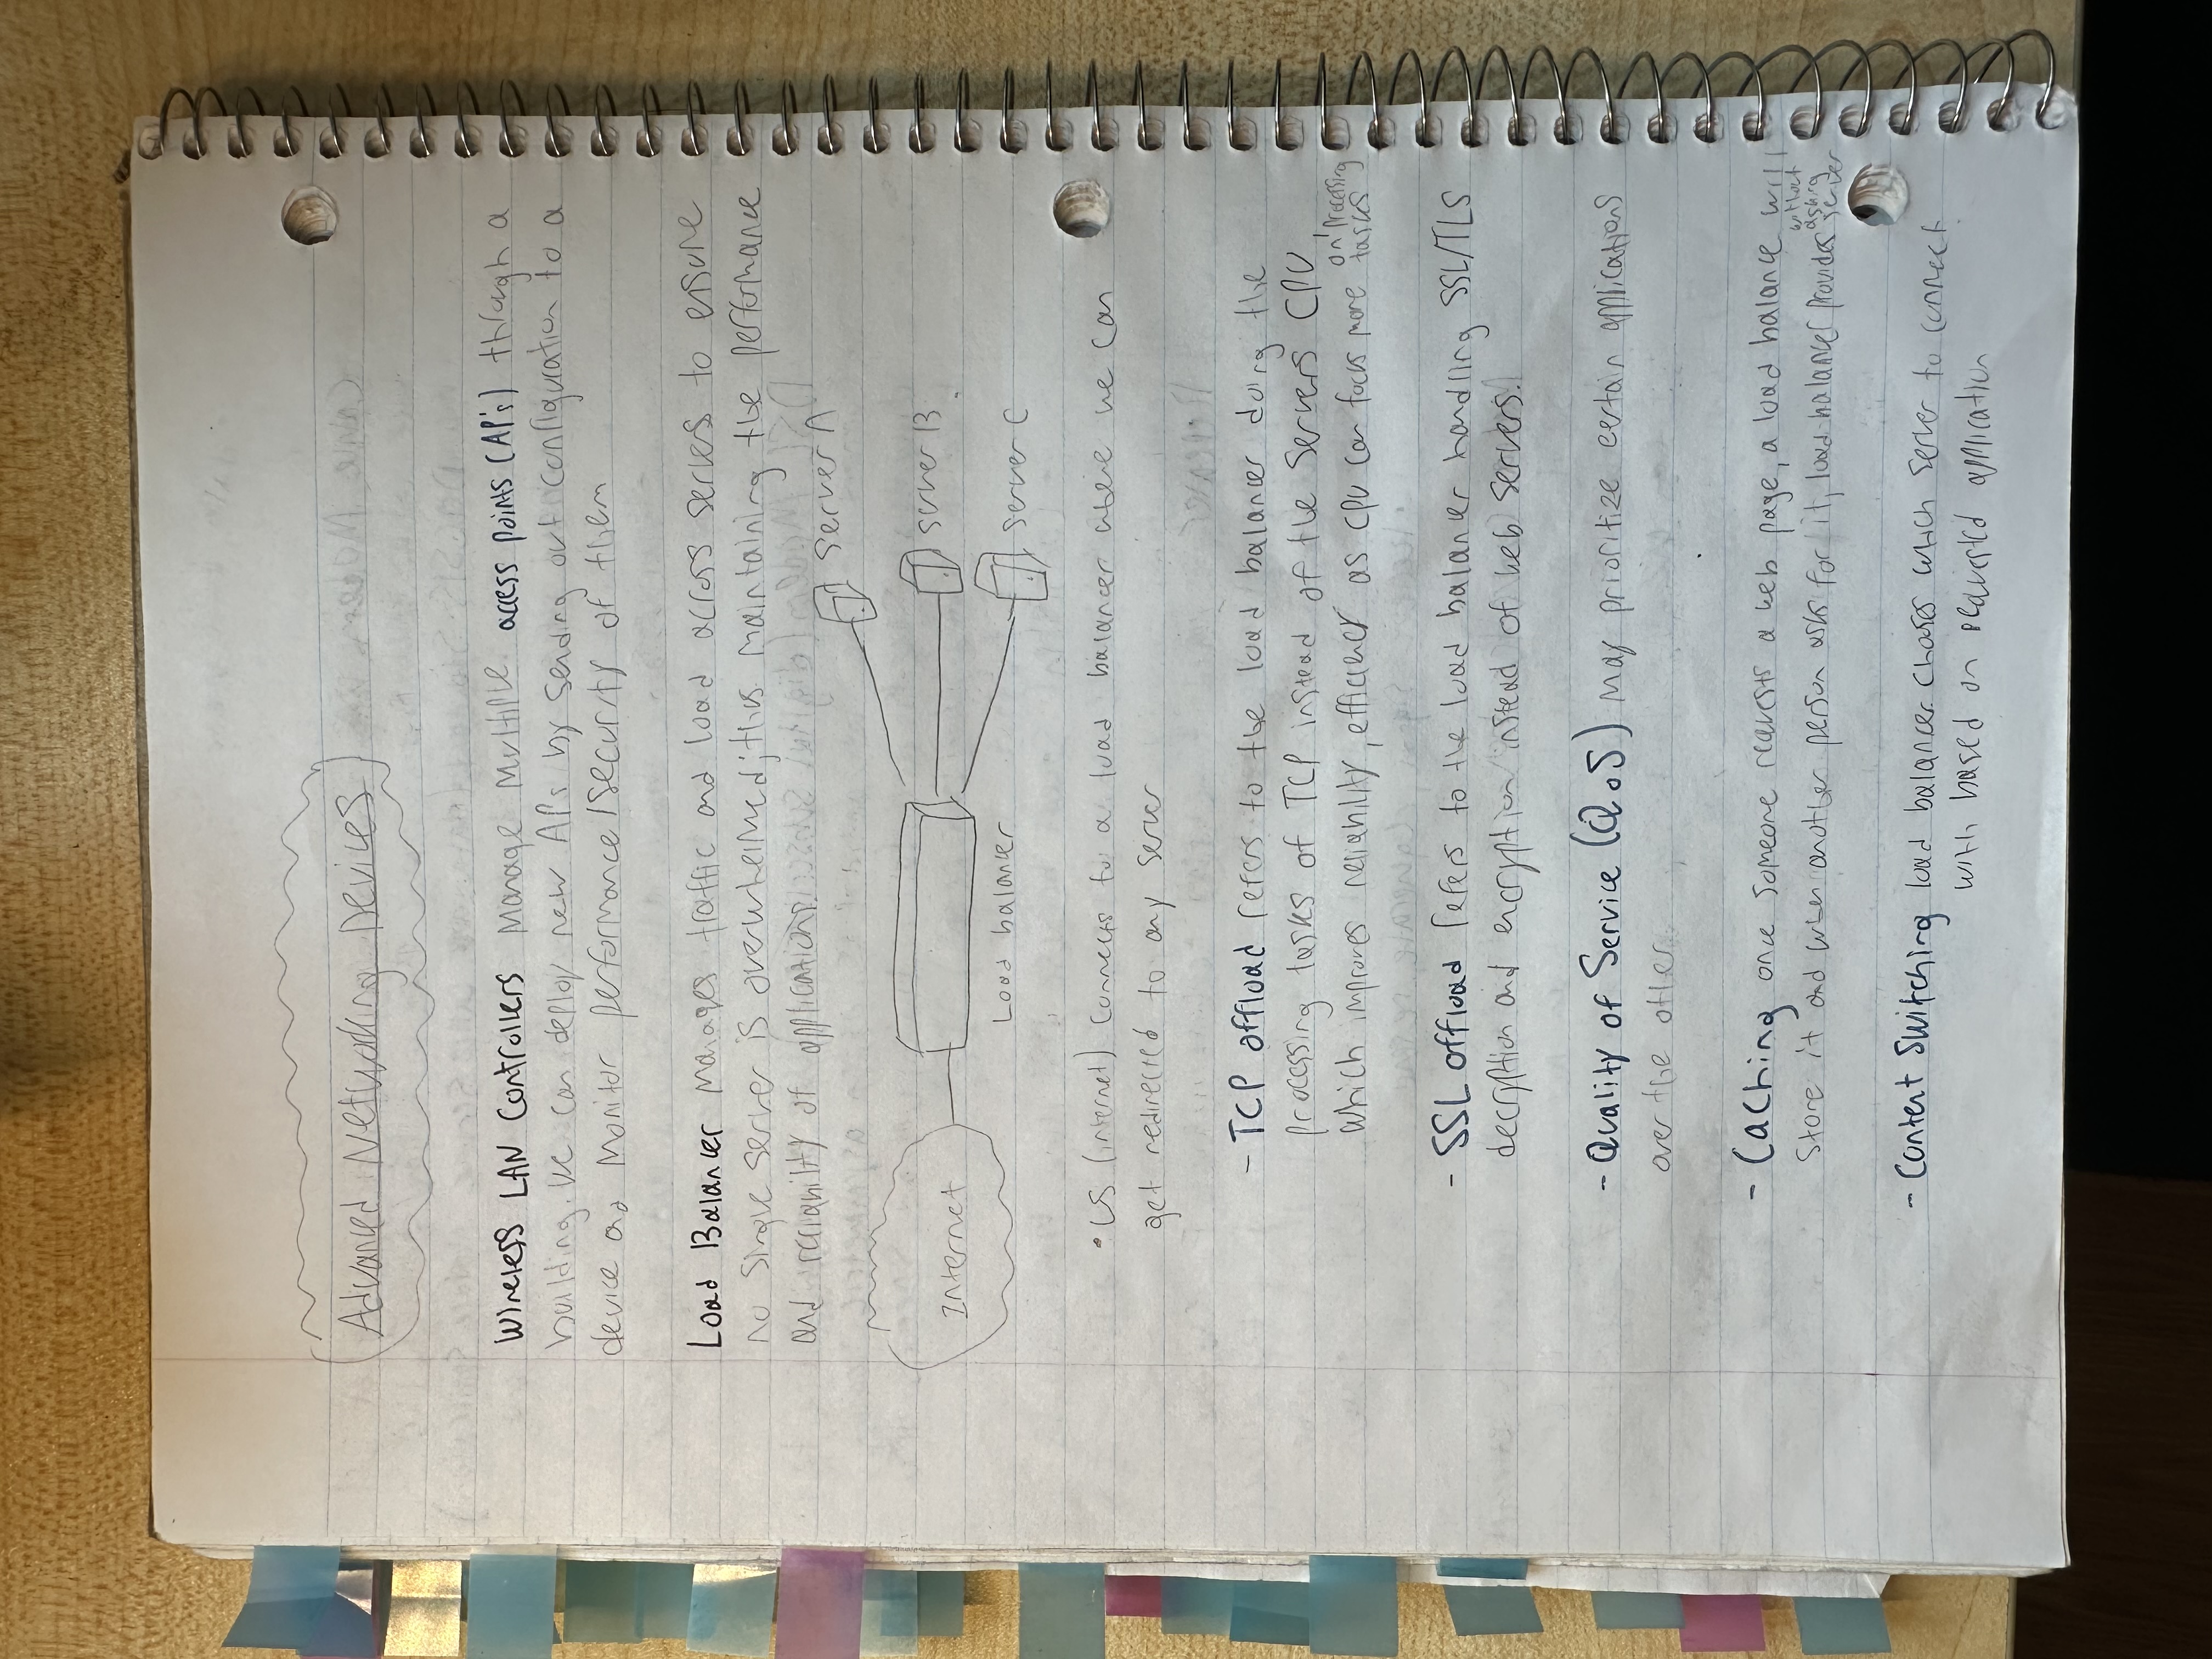 Advanced Networking Devices
Wireless LAN Controllers Manage Multiple access points (AP's) through a
building. We can deploy new APs by sending out configuration to a
device and Monitor performance/security of them
Load Balancer Manages traffic and load across servers to ensure
no single server is overwhelmed; thus maintaining the performance
and reliability of applications.
Server A
Internet
Server B
Load balancer
Server C
• US (internet) connects to a load balancer where we can
get redirected to any server
- TCP offload refers to the load balancer doing the
processing tasks of TCP instead of the servers CPU,
which improves reliability, efficiency as CPU can focus more on processing tasks
- SSL offload refers to the load balancer handling SSL/TLS
decryption and encryption instead of web servers.
- Quality of Service (QoS) may prioritize certain applications
over the other.
- Caching once someone requests a web page, a load balance will
store it and when another person asks for it, load balancer provides without asking server
- Content Switching load balancer choses which server to connect
with based on requested application